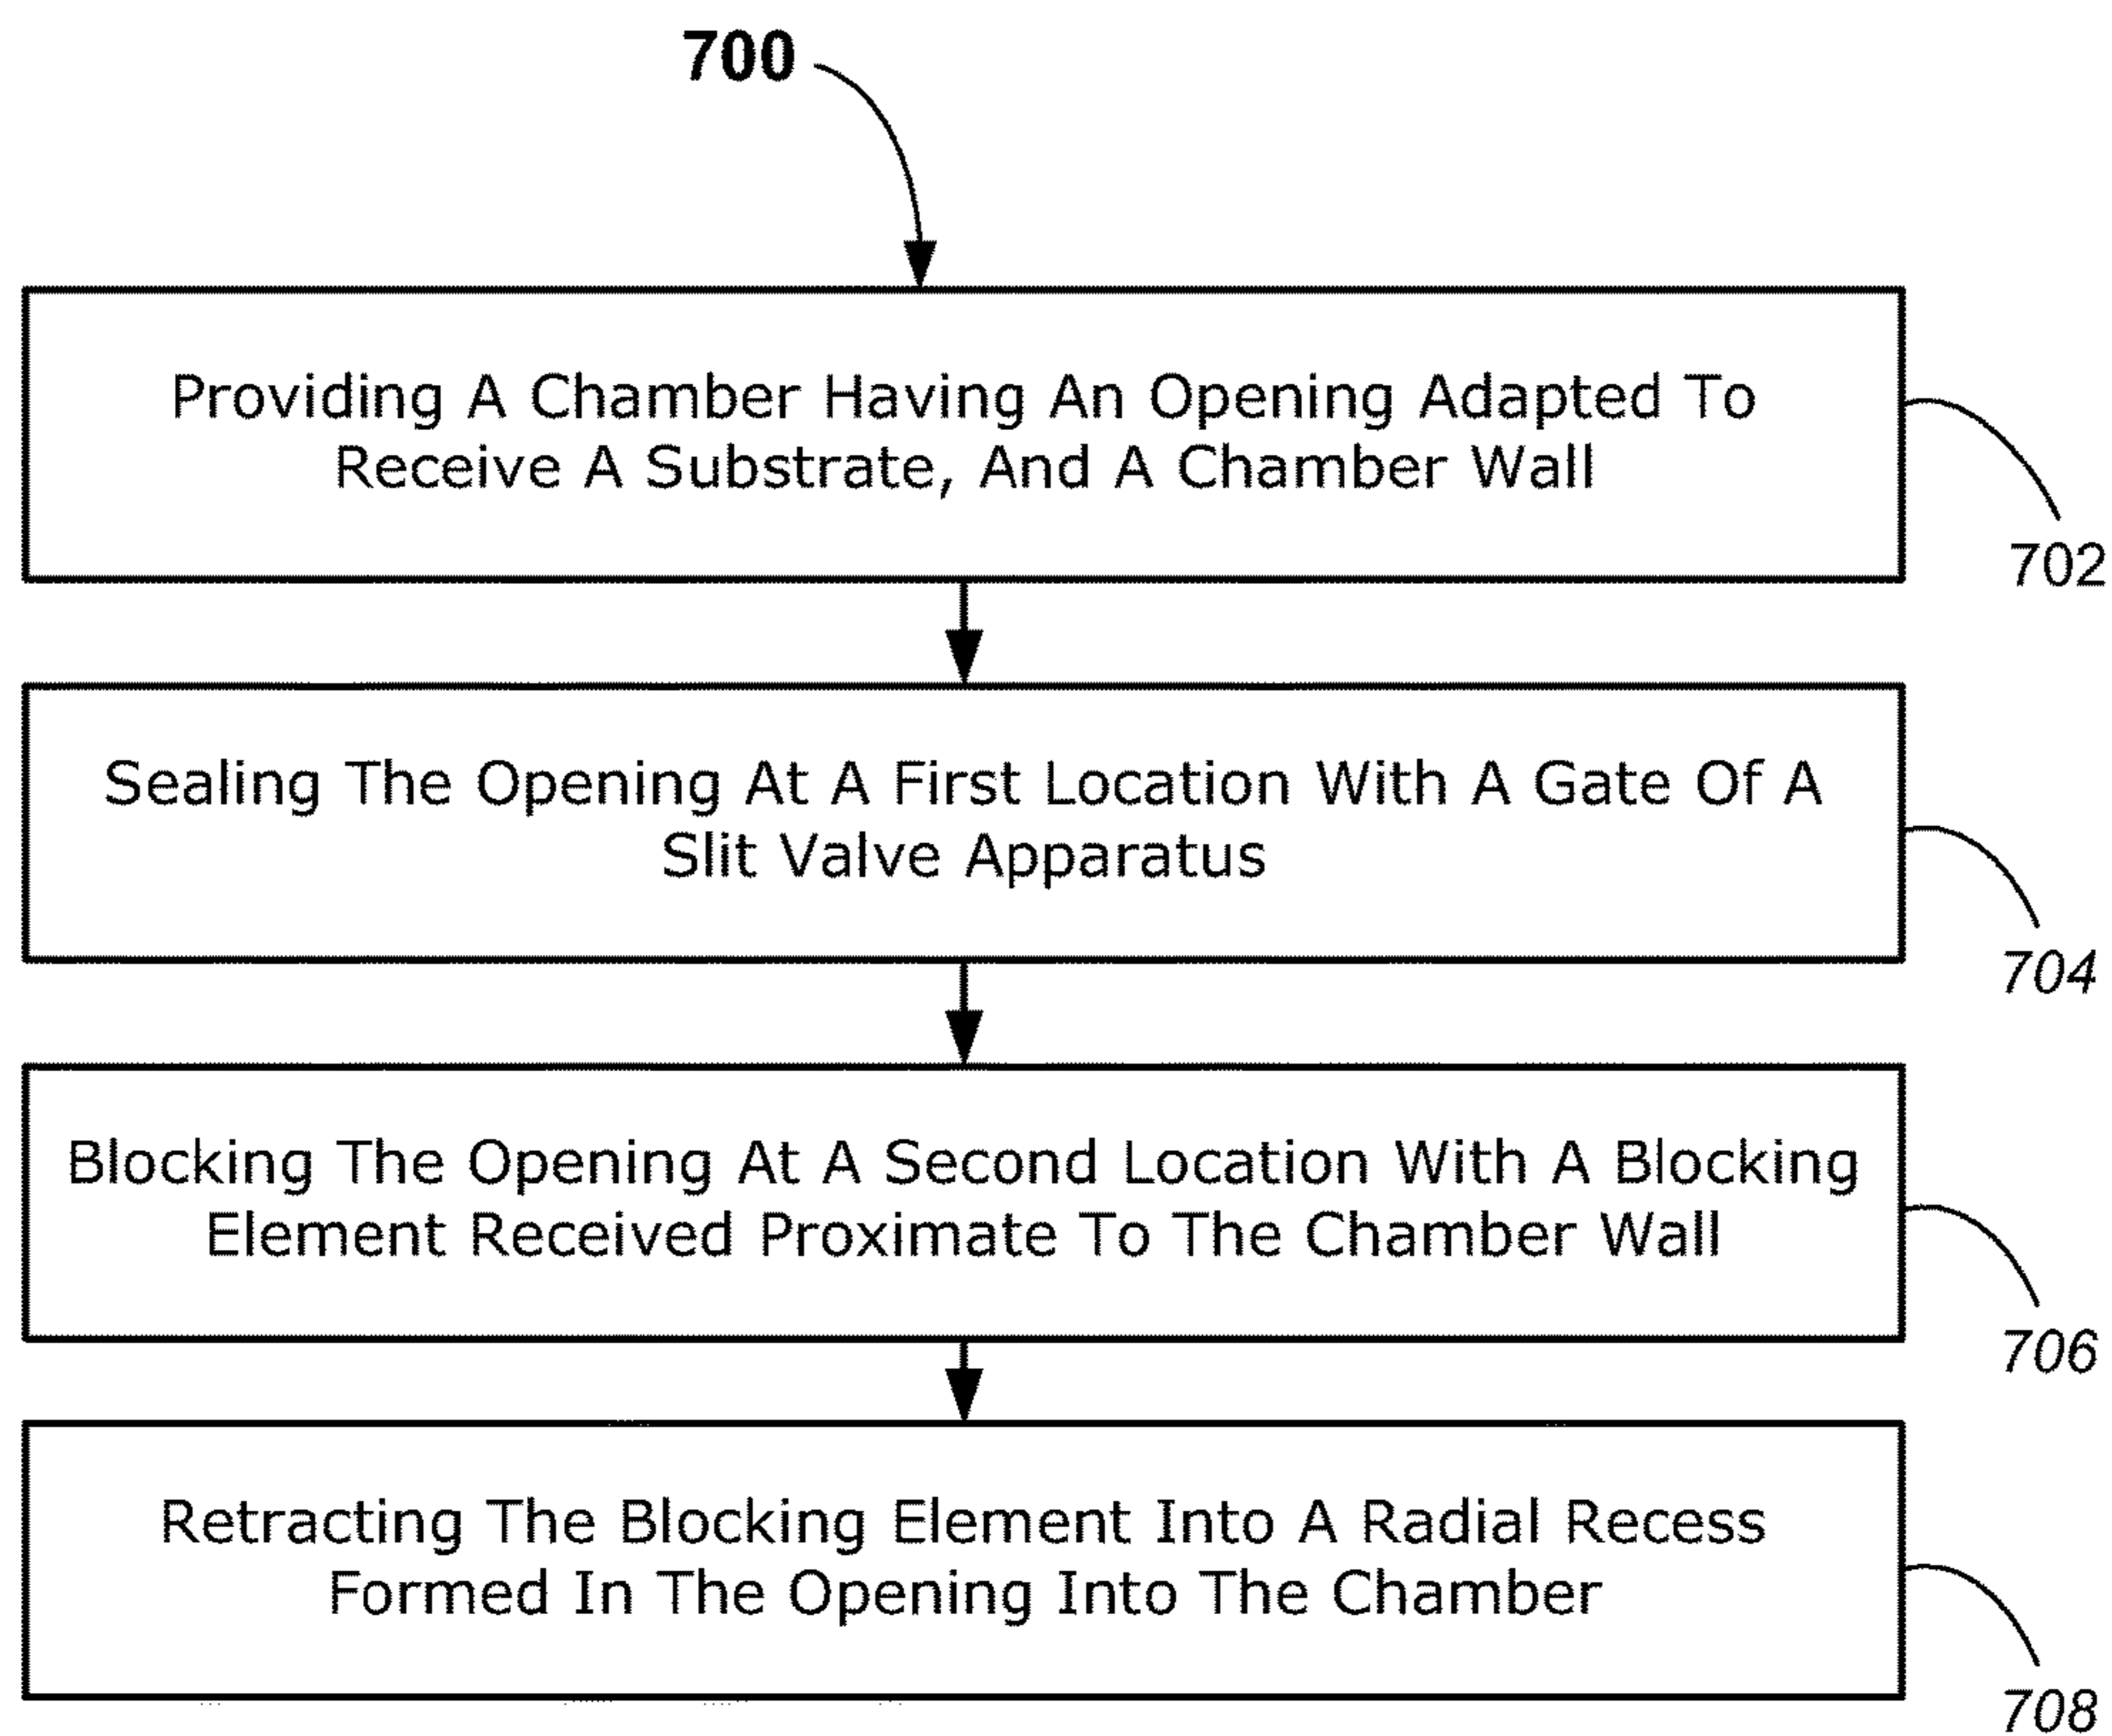 700
Providing A Chamber Having An Opening Adapted To
Receive A Substrate, And A Chamber Wall
702
Sealing The Opening At A First Location With A Gate Of A
Slit Valve Apparatus
704
Blocking The Opening At A Second Location With A Blocking
Element Received Proximate To The Chamber Wall
706
Retracting The Blocking Element Into A Radial Recess
Formed In The Opening Into The Chamber
708